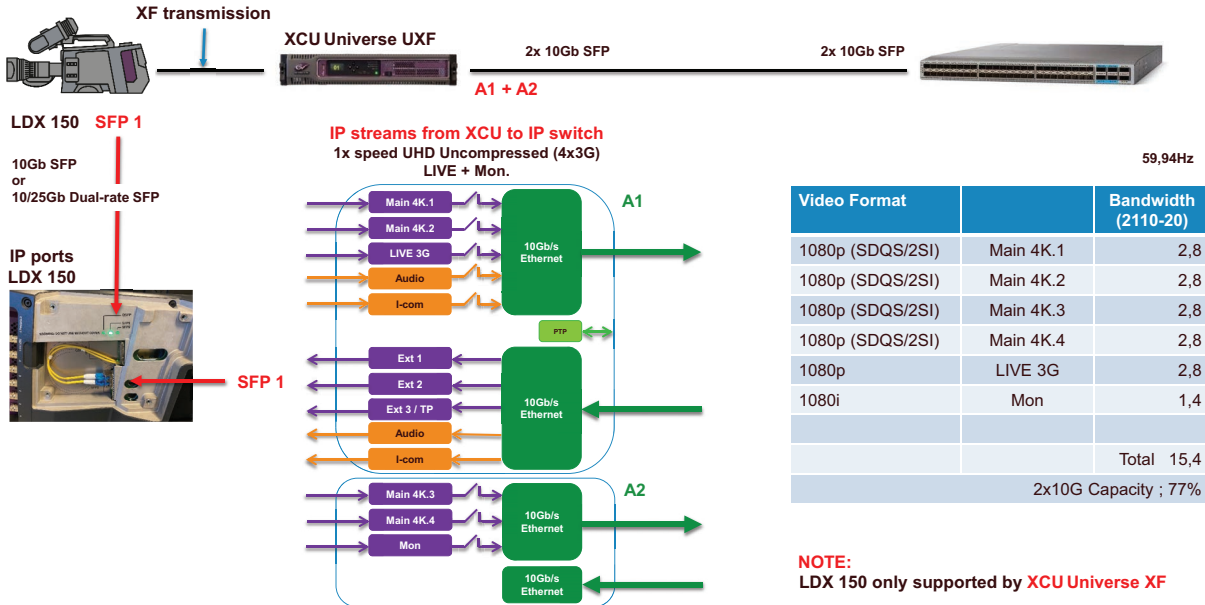 XF transmission
XCU Universe UXF
2x 10Gb SFP
2x 10Gb SFP
A1 + A2
LDX 150 SFP 1
10Gb SFP
or
10/25Gb Dual-rate SFP
IP ports
LDX 150
SFP 1
IP streams from XCU to IP switch
1x speed UHD Uncompressed (4x3G)
LIVE + Mon.
A1
Main 4K.1
Main 4K.2
LIVE 3G
Audio
I-com
10Gb/s
Ethernet
PTP
Ext 1
Ext 2
Ext 3 / TP
Audio
I-com
10Gb/s
Ethernet
A2
Main 4K.3
Main 4K.4
Mon
10Gb/s
Ethernet
10Gb/s
Ethernet
59,94Hz
Video Format Bandwidth
(2110-20)
1080p (SDQS/2SI) Main 4K.1 2,8
1080p (SDQS/2SI) Main 4K.2 2,8
1080p (SDQS/2SI) Main 4K.3 2,8
1080p (SDQS/2SI) Main 4K.4 2,8
1080p LIVE 3G 2,8
1080i Mon 1,4
Total 15,4
2x10G Capacity ; 77%
NOTE:
LDX 150 only supported by XCU Universe XF